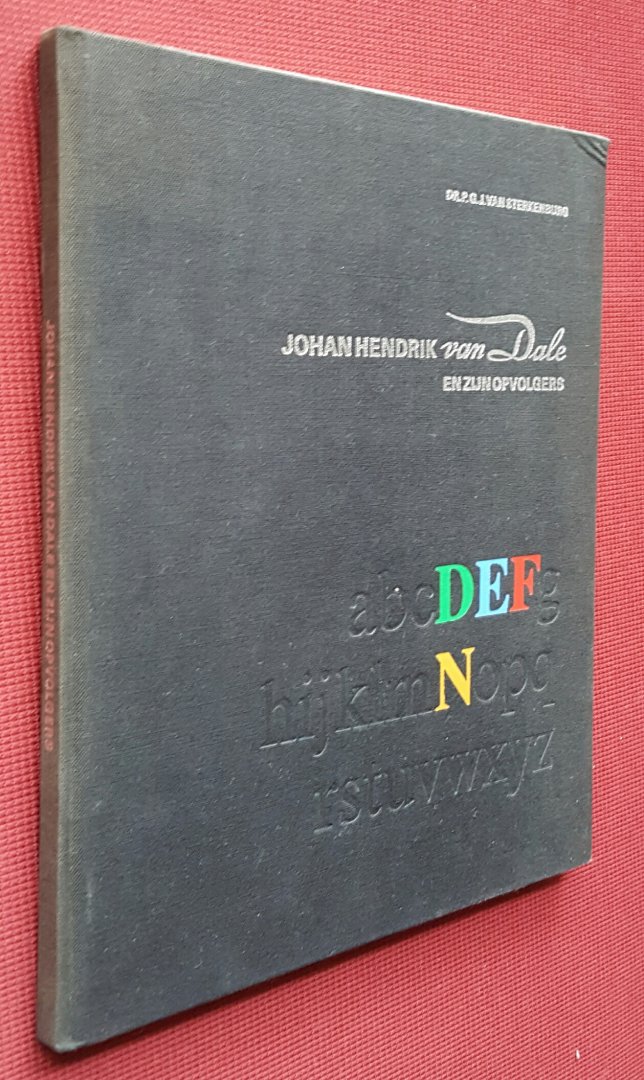 DR. P.G.J. VAN STERKENBURG
JOHAN HENDRIK van Dale
EN ZIJN OPVOLGERS
abcDEFg
hijklmNopq
rstuvwxyz
JOHAN HENDRIK VAN DALE EN ZIJN OPVOLGERS